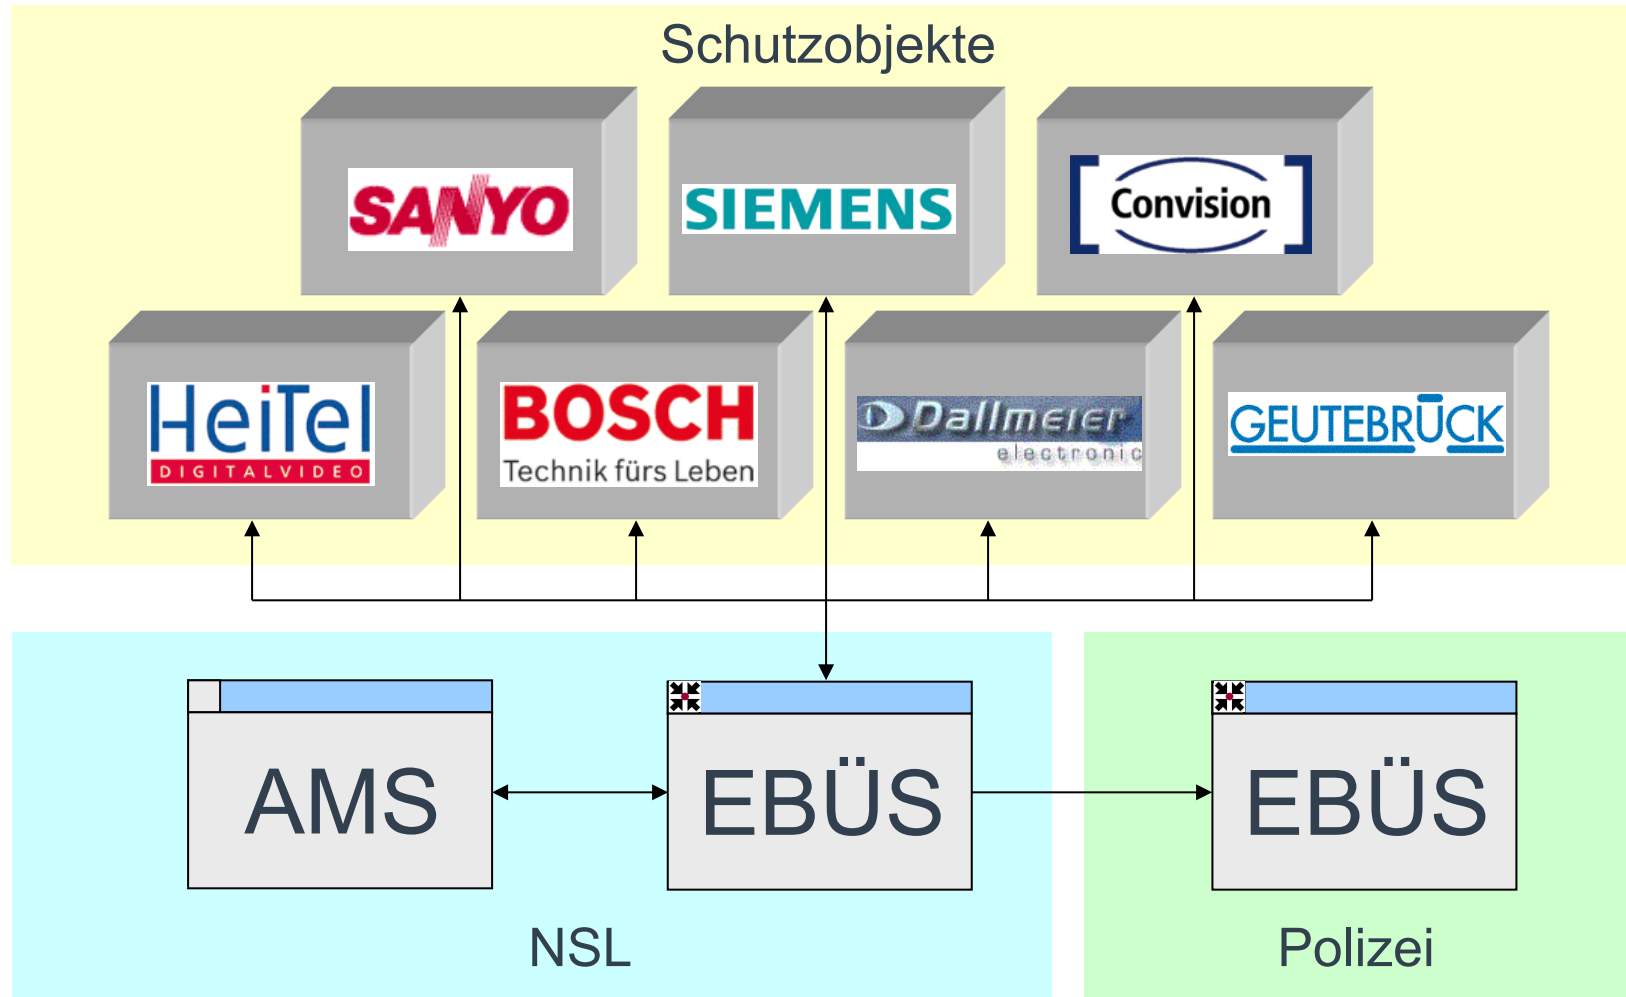 Schutzobjekte
SANYO
SIEMENS
Convision
HeiTel
DIGITALVIDEO
BOSCH
Technik fürs Leben
Dallmeier
electronic
GEUTEBRÜCK
AMS
EBÜS
EBÜS
NSL
Polizei